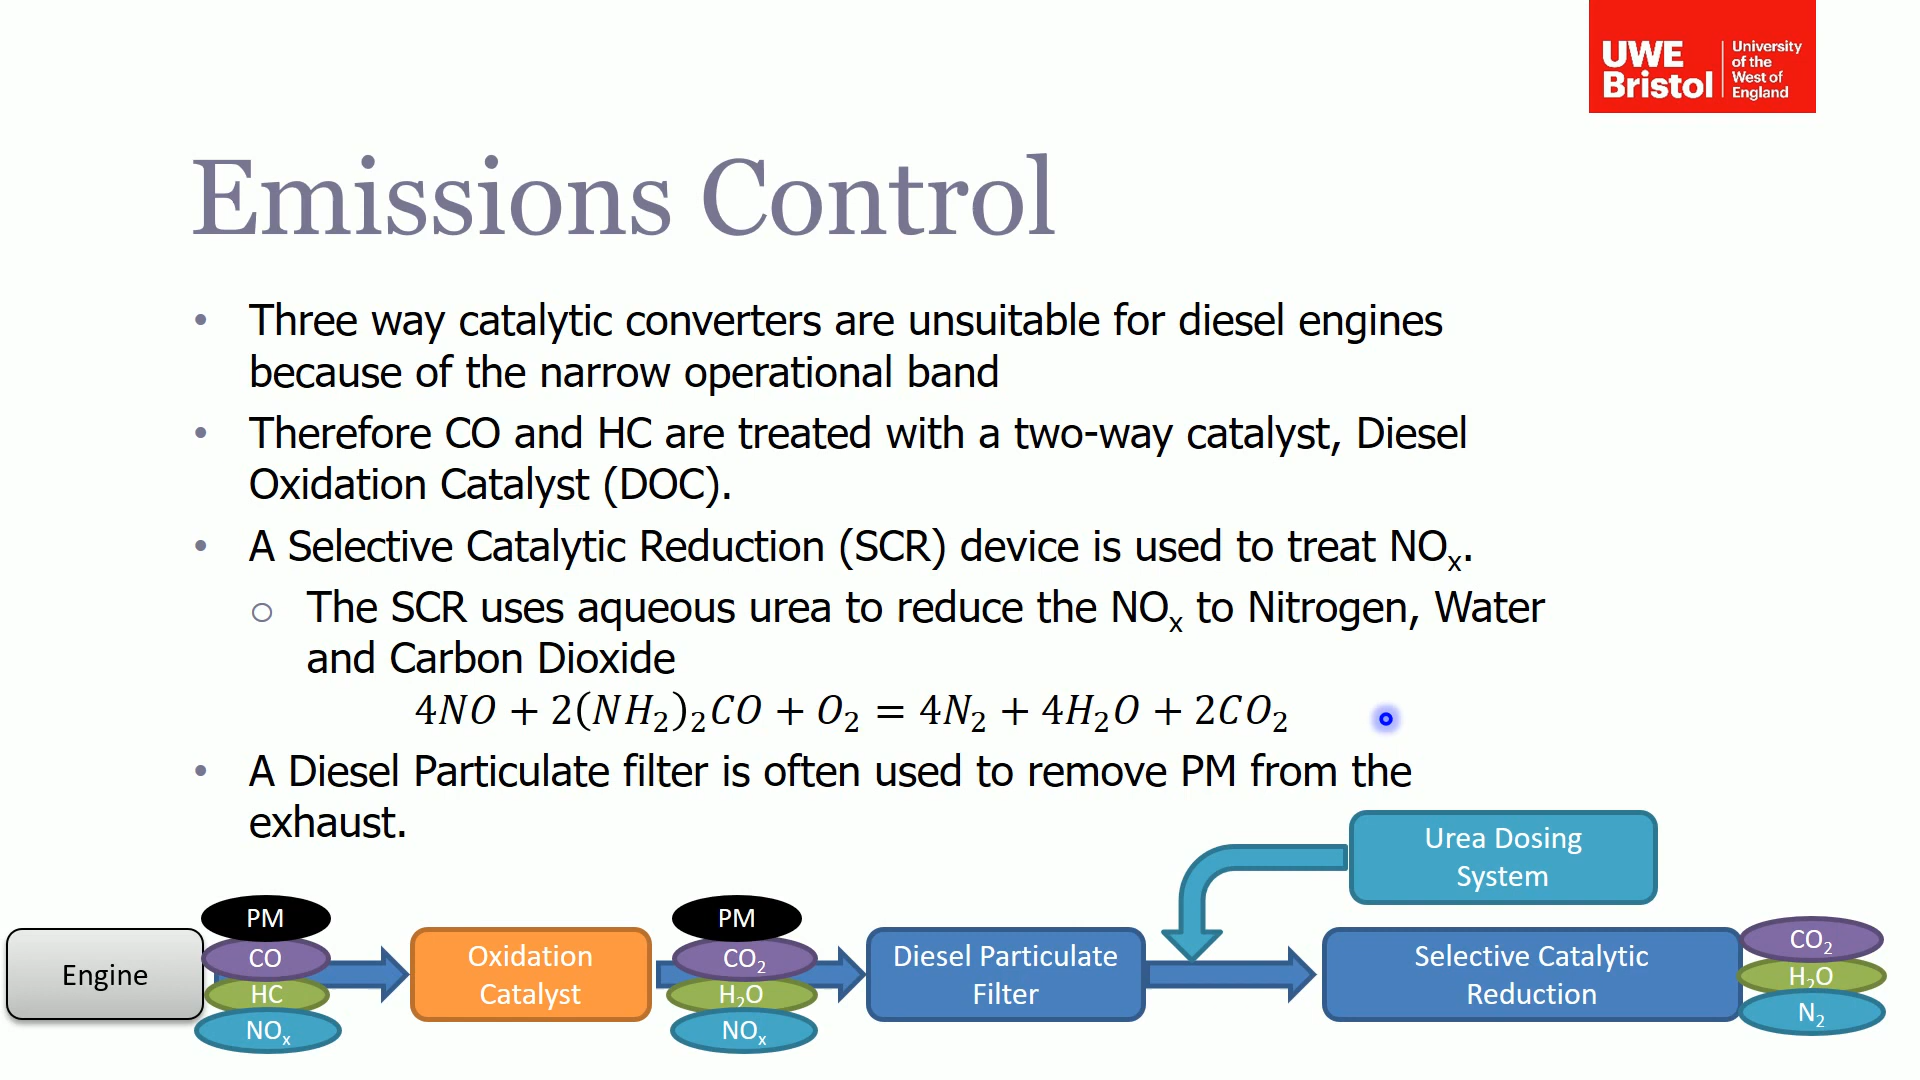 UWE
Bristol
University
of the
West of
England
Emissions Control
• Three way catalytic converters are unsuitable for diesel engines
because of the narrow operational band
• Therefore CO and HC are treated with a two-way catalyst, Diesel
Oxidation Catalyst (DOC).
• A Selective Catalytic Reduction (SCR) device is used to treat NOₓ.
○ The SCR uses aqueous urea to reduce the NOₓ to Nitrogen, Water
and Carbon Dioxide
4NO + 2(NH₂)₂CO + O₂ = 4N₂ + 4H₂O + 2CO₂
• A Diesel Particulate filter is often used to remove PM from the
exhaust.
Urea Dosing
System
Engine
PM
CO
HC
NOₓ
Oxidation
Catalyst
PM
CO₂
H₂O
NOₓ
Diesel Particulate
Filter
Selective Catalytic
Reduction
CO₂
H₂O
N₂